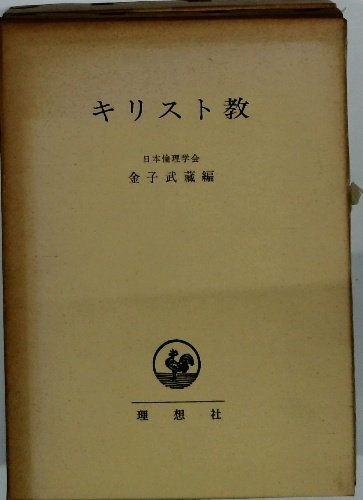 キリスト教
日本倫理学会
金子武蔵編
理想社